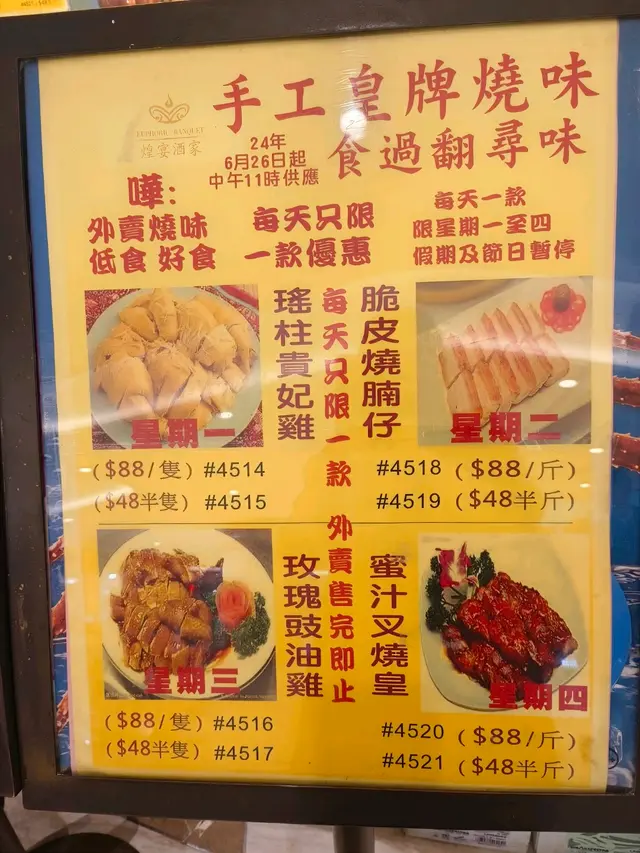 手工皇牌燒味
食過翻尋味
煌宴酒家
24年
6月26日起
中午11時供應
嘩:
外賣燒味
低食 好食
每天只限
一款優惠
每天一款
限星期一至四
假期及節日暫停
瑤柱貴妃雞
星期一
($88/隻) #4514
($48半隻) #4515
每天只限一款 外賣售完即止
脆皮燒腩仔
星期二
#4518 ($88/斤)
#4519 ($48半斤)
玫瑰豉油雞
星期三
($88/隻) #4516
($48半隻) #4517
蜜汁叉燒皇
星期四
#4520 ($88/斤)
#4521 ($48半斤)